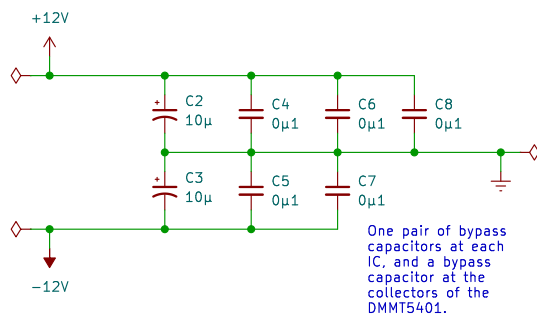 +12V
C2
10µ
C4
0µ1
C6
0µ1
C8
0µ1
C3
10µ
C5
0µ1
C7
0µ1
−12V
One pair of bypass
capacitors at each
IC, and a bypass
capacitor at the
collectors of the
DMMT5401.